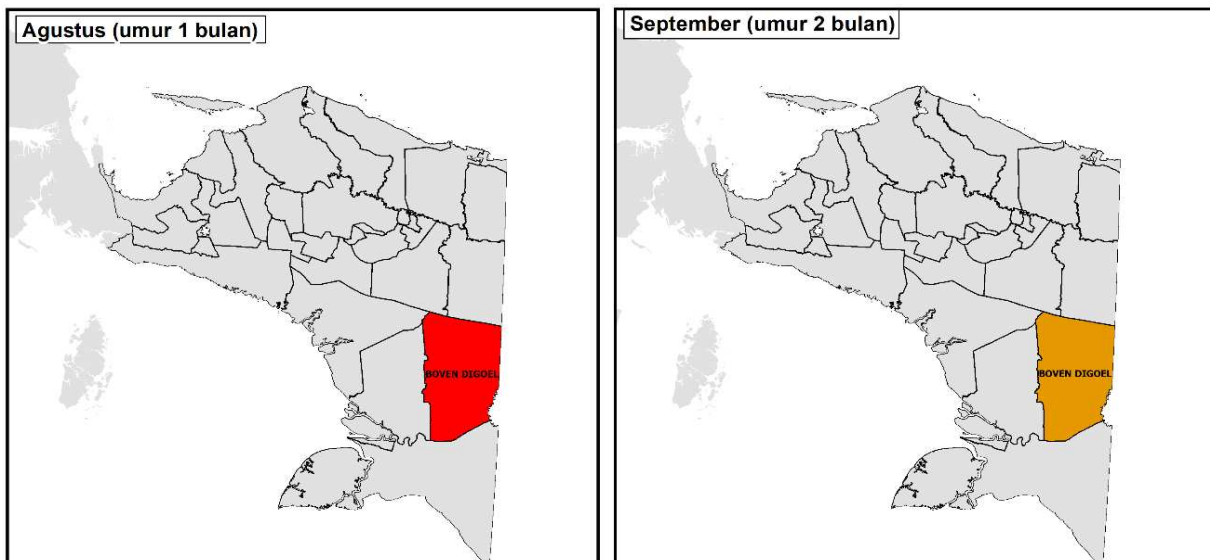 Agustus (umur 1 bulan)
BOVEN DIGOEL
September (umur 2 bulan)
BOVEN DIGOEL